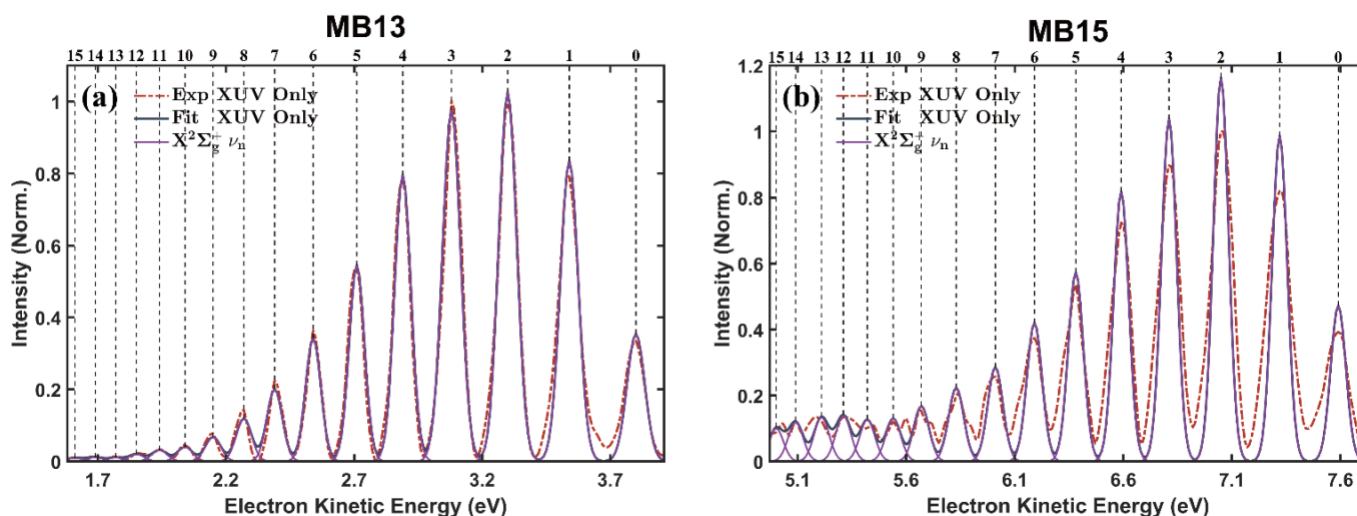 MB13
15 14 13 12 11 10 9 8 7 6 5 4 3 2 1 0
(a)
Exp XUV Only
Fit XUV Only
X²Σg⁺ νn
Intensity (Norm.)
1
0.8
0.6
0.4
0.2
0
1.7 2.2 2.7 3.2 3.7
Electron Kinetic Energy (eV)
MB15
15 14 13 12 11 10 9 8 7 6 5 4 3 2 1 0
(b)
Exp XUV Only
Fit XUV Only
X²Σg⁺ νn
Intensity (Norm.)
1.2
1
0.8
0.6
0.4
0.2
0
5.1 5.6 6.1 6.6 7.1 7.6
Electron Kinetic Energy (eV)